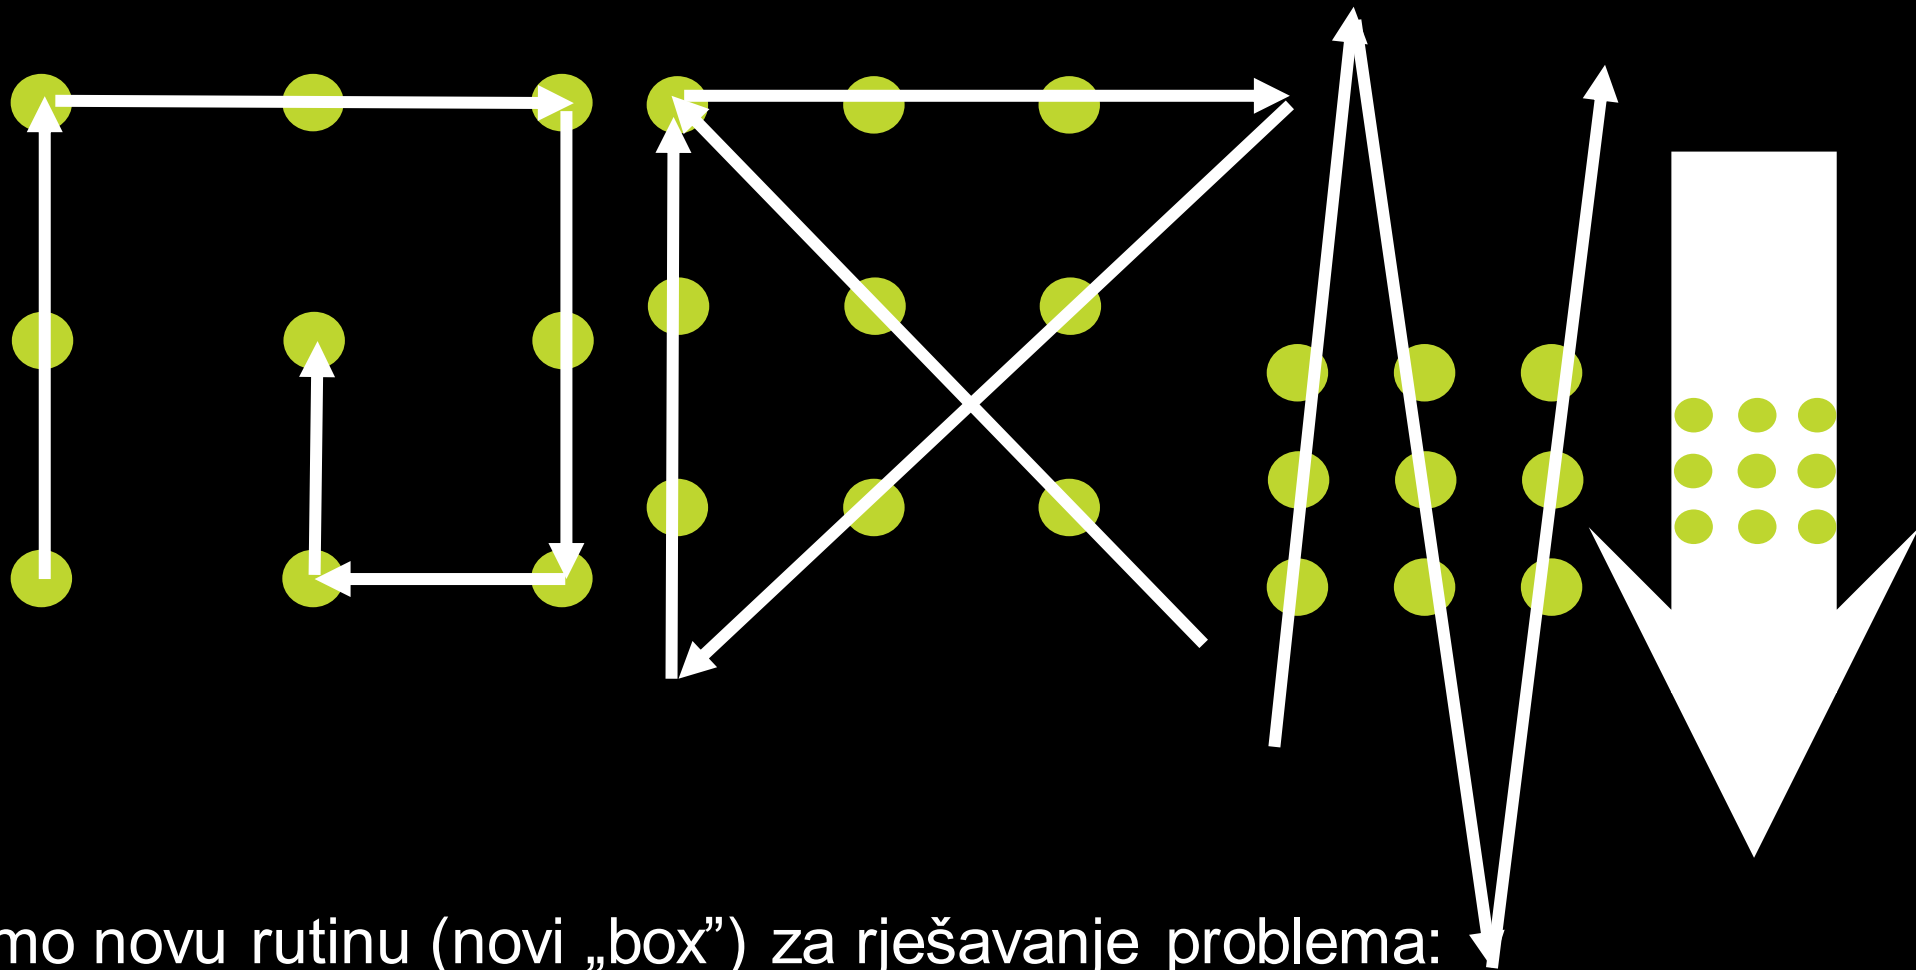 mo novu rutinu (novi „box”) za rješavanje problema: